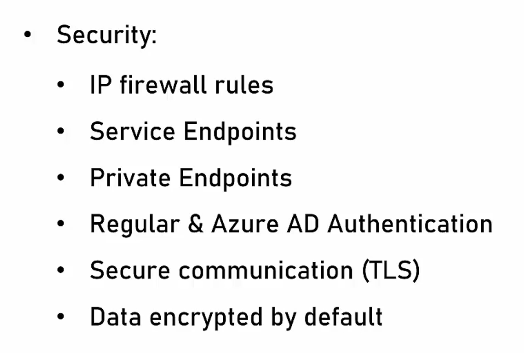 • Security:
• IP firewall rules
• Service Endpoints
• Private Endpoints
• Regular & Azure AD Authentication
• Secure communication (TLS)
• Data encrypted by default